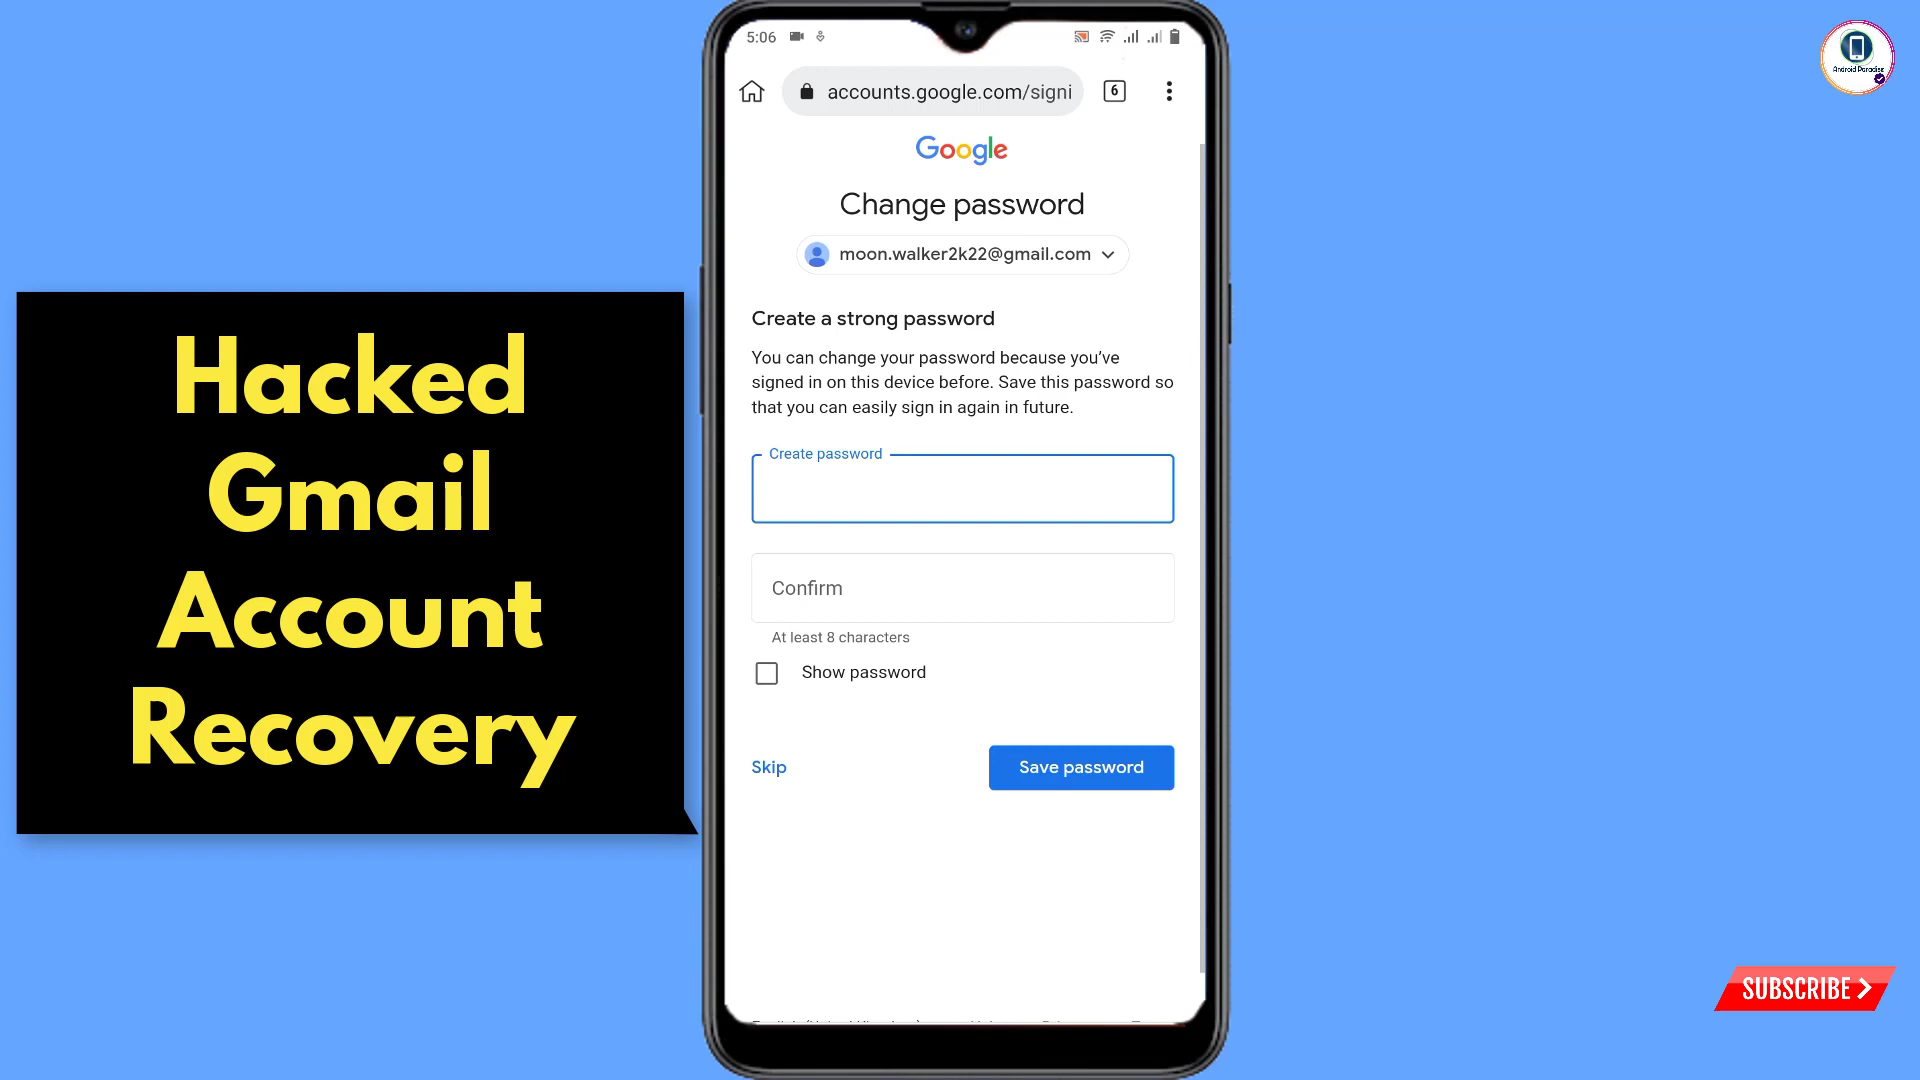 5:06
accounts.google.com/signi
6
Google
Change password
moon.walker2k22@gmail.com
Create a strong password
You can change your password because you’ve
signed in on this device before. Save this password so
that you can easily sign in again in future.
Create password
Confirm
At least 8 characters
Show password
Skip
Save password
Hacked
Gmail
Account
Recovery
Android Paradise
SUBSCRIBE